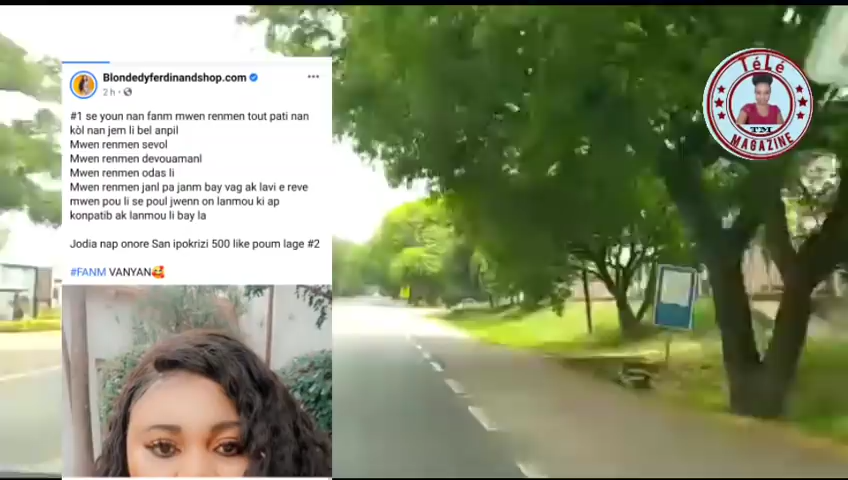 Blondedyferdinandshop.com
2 h
#1 se youn nan fanm mwen renmen tout pati nan
kòl nan jem li bel anpil
Mwen renmen sevol
Mwen renmen devouamanl
Mwen renmen odas li
Mwen renmen janl pa janm bay vag ak lavi e reve
mwen pou li se poul jwenn on lanmou ki ap
konpatib ak lanmou li bay la
Jodia nap onore San ipokrizi 500 like poum lage #2
#FANM VANYAN🥰
TéLé
TM
MAGAZINE